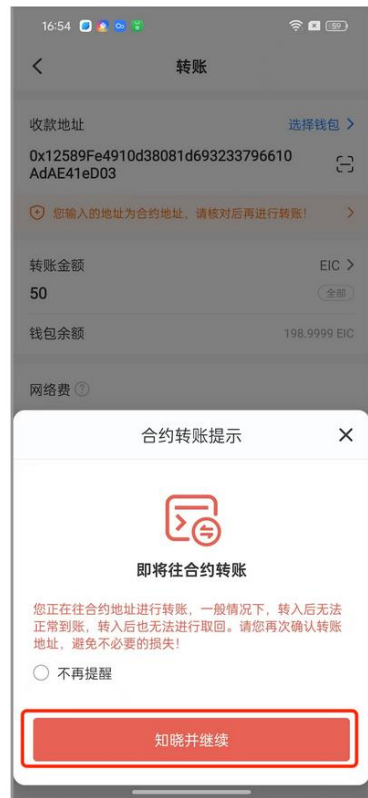 16:54
59
转账
收款地址
选择钱包
0x12589Fe4910d38081d693233796610
AdAE41eD03
您输入的地址为合约地址，请核对后再进行转账！
转账金额
EIC
50
全部
钱包余额
198.9999 EIC
网络费
合约转账提示
即将往合约转账
您正在往合约地址进行转账，一般情况下，转入后无法
正常到账，转入后也无法进行取回。请您再次确认转账
地址，避免不必要的损失！
不再提醒
知晓并继续